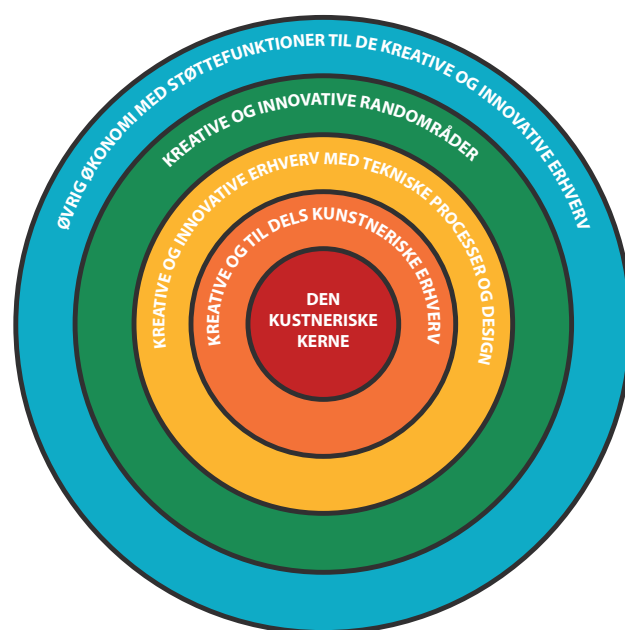 ØVRIG ØKONOMI MED STØTTEFUNKTIONER TIL DE KREATIVE OG INNOVATIVE ERHVERV
KREATIVE OG INNOVATIVE RANDOMRÅDER
KREATIVE OG INNOVATIVE ERHVERV MED TEKNISKE PROCESSER OG DESIGN
KREATIVE OG TIL DELS KUNSTNERISKE ERHVERV
DEN
KUSTNERISKE
KERNE